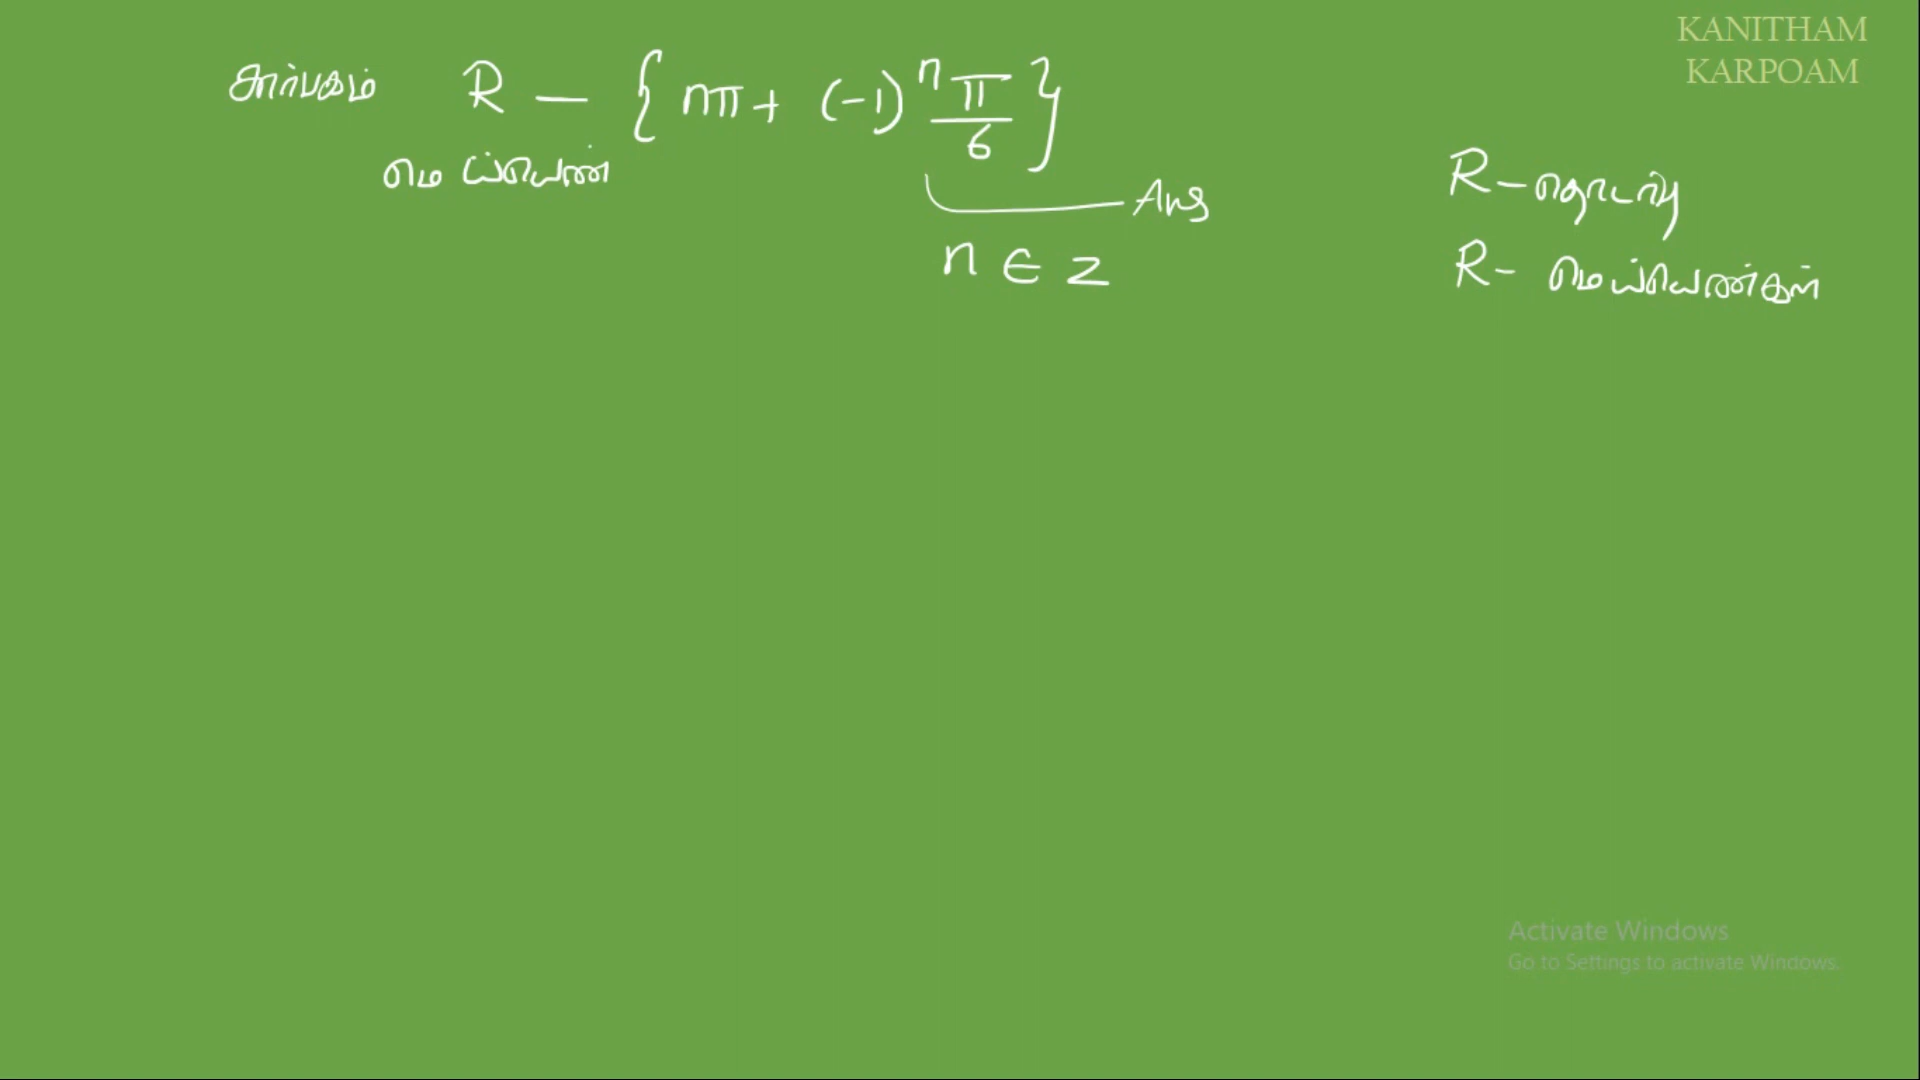 KANITHAM
KARPOAM
சார்பகம் R — { nπ + (-1)ⁿ π/6 }
மெய்யெண்
Ans
n ∈ z
R - தொடர்பு
R - மெய்யெண்கள்
Activate Windows
Go to Settings to activate Windows.